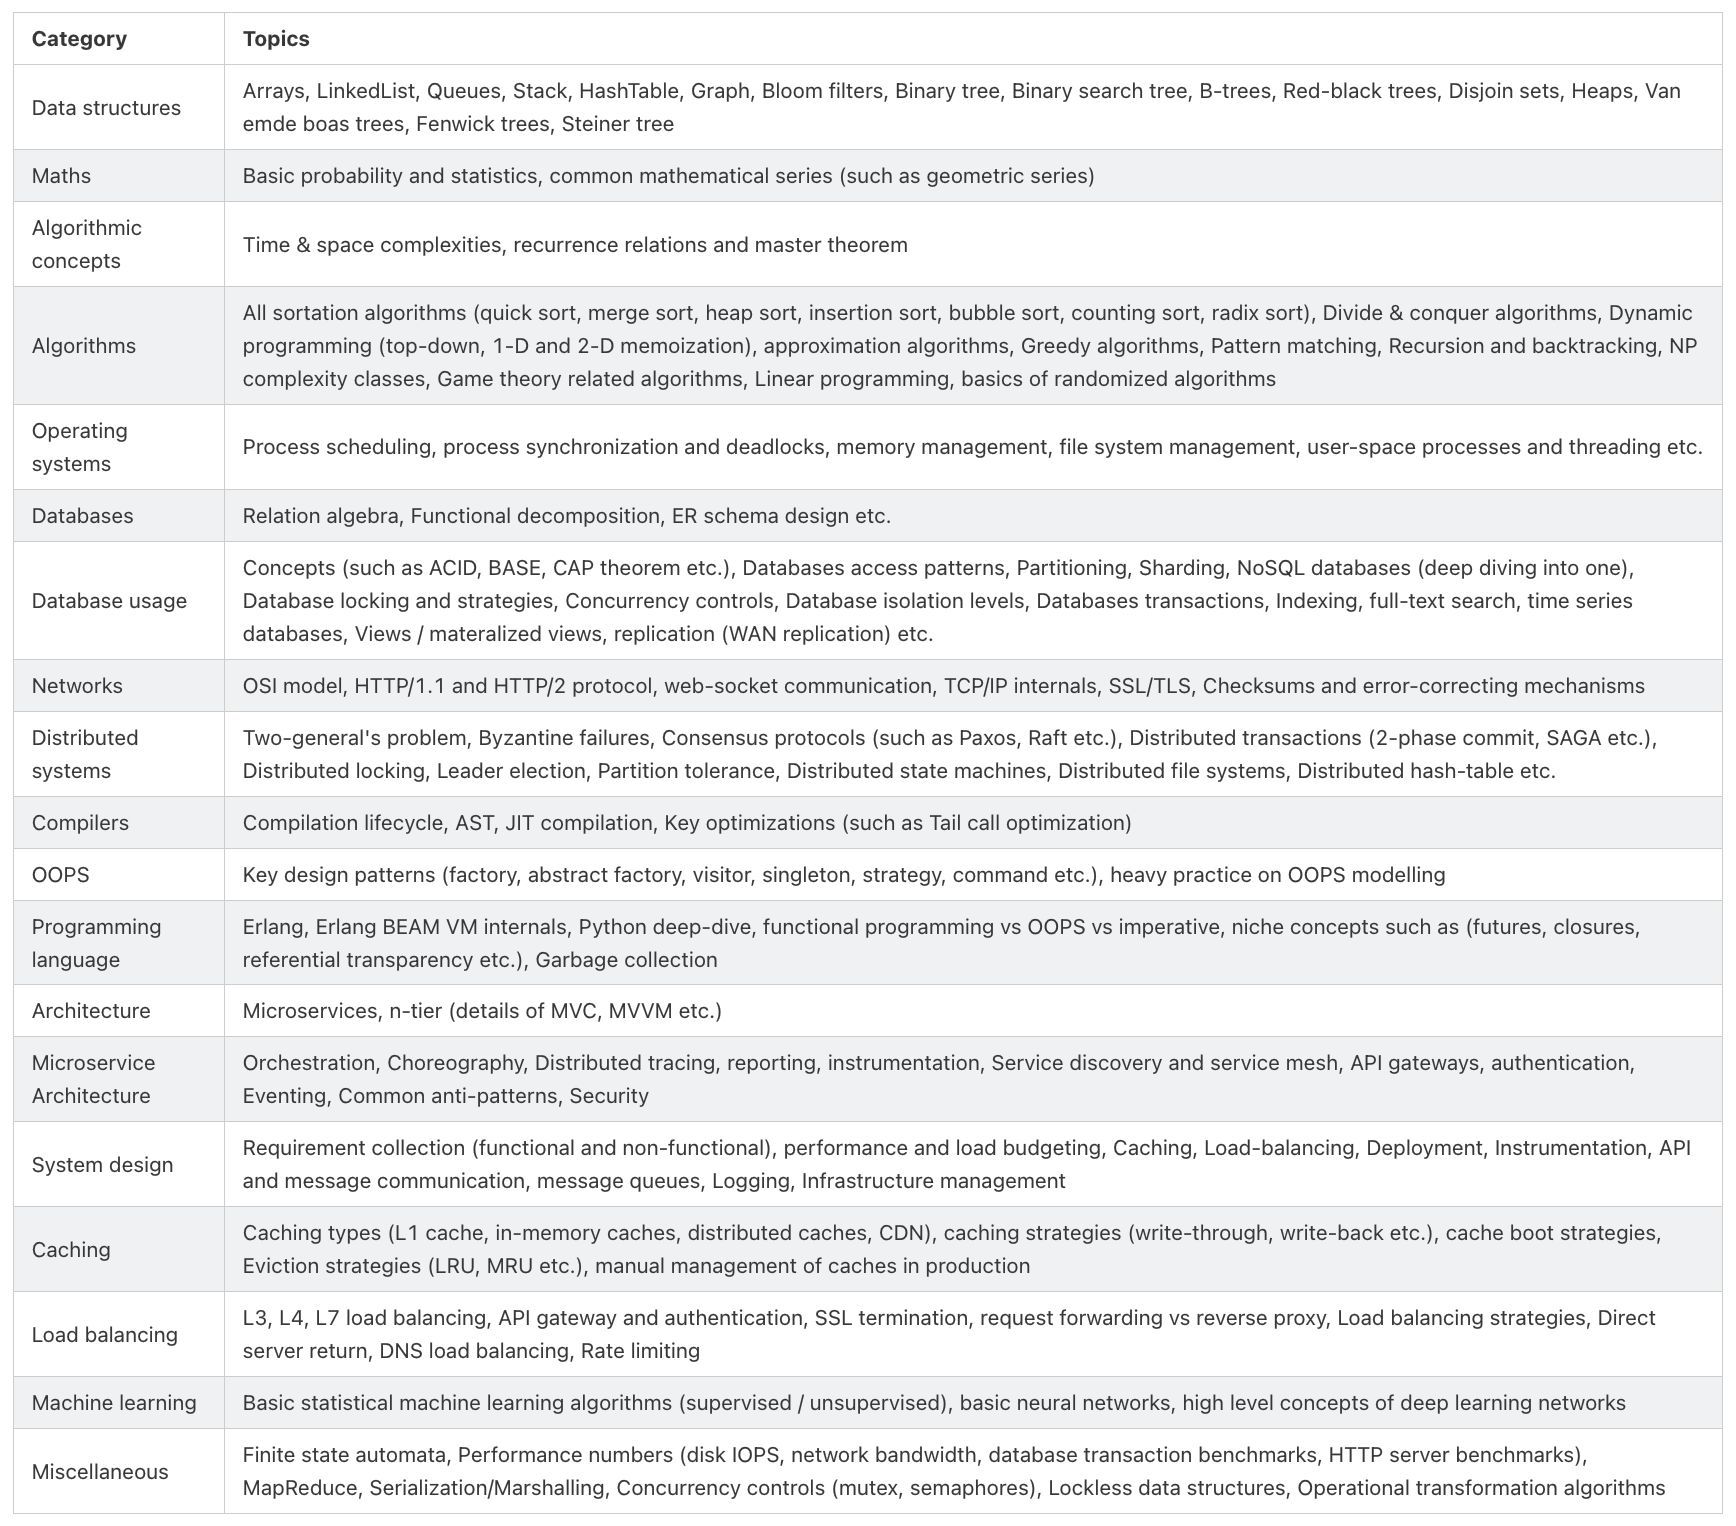 Category Topics
Data structures
Arrays, LinkedList, Queues, Stack, HashTable, Graph, Bloom filters, Binary tree, Binary search tree, B-trees, Red-black trees, Disjoin sets, Heaps, Van
emde boas trees, Fenwick trees, Steiner tree
Maths
Basic probability and statistics, common mathematical series (such as geometric series)
Algorithmic
concepts
Time & space complexities, recurrence relations and master theorem
Algorithms
All sortation algorithms (quick sort, merge sort, heap sort, insertion sort, bubble sort, counting sort, radix sort), Divide & conquer algorithms, Dynamic
programming (top-down, 1-D and 2-D memoization), approximation algorithms, Greedy algorithms, Pattern matching, Recursion and backtracking, NP
complexity classes, Game theory related algorithms, Linear programming, basics of randomized algorithms
Operating
systems
Process scheduling, process synchronization and deadlocks, memory management, file system management, user-space processes and threading etc.
Databases
Relation algebra, Functional decomposition, ER schema design etc.
Database usage
Concepts (such as ACID, BASE, CAP theorem etc.), Databases access patterns, Partitioning, Sharding, NoSQL databases (deep diving into one),
Database locking and strategies, Concurrency controls, Database isolation levels, Databases transactions, Indexing, full-text search, time series
databases, Views / materalized views, replication (WAN replication) etc.
Networks
OSI model, HTTP/1.1 and HTTP/2 protocol, web-socket communication, TCP/IP internals, SSL/TLS, Checksums and error-correcting mechanisms
Distributed
systems
Two-general's problem, Byzantine failures, Consensus protocols (such as Paxos, Raft etc.), Distributed transactions (2-phase commit, SAGA etc.),
Distributed locking, Leader election, Partition tolerance, Distributed state machines, Distributed file systems, Distributed hash-table etc.
Compilers
Compilation lifecycle, AST, JIT compilation, Key optimizations (such as Tail call optimization)
OOPS
Key design patterns (factory, abstract factory, visitor, singleton, strategy, command etc.), heavy practice on OOPS modelling
Programming
language
Erlang, Erlang BEAM VM internals, Python deep-dive, functional programming vs OOPS vs imperative, niche concepts such as (futures, closures,
referential transparency etc.), Garbage collection
Architecture
Microservices, n-tier (details of MVC, MVVM etc.)
Microservice
Architecture
Orchestration, Choreography, Distributed tracing, reporting, instrumentation, Service discovery and service mesh, API gateways, authentication,
Eventing, Common anti-patterns, Security
System design
Requirement collection (functional and non-functional), performance and load budgeting, Caching, Load-balancing, Deployment, Instrumentation, API
and message communication, message queues, Logging, Infrastructure management
Caching
Caching types (L1 cache, in-memory caches, distributed caches, CDN), caching strategies (write-through, write-back etc.), cache boot strategies,
Eviction strategies (LRU, MRU etc.), manual management of caches in production
Load balancing
L3, L4, L7 load balancing, API gateway and authentication, SSL termination, request forwarding vs reverse proxy, Load balancing strategies, Direct
server return, DNS load balancing, Rate limiting
Machine learning
Basic statistical machine learning algorithms (supervised / unsupervised), basic neural networks, high level concepts of deep learning networks
Miscellaneous
Finite state automata, Performance numbers (disk IOPS, network bandwidth, database transaction benchmarks, HTTP server benchmarks),
MapReduce, Serialization/Marshalling, Concurrency controls (mutex, semaphores), Lockless data structures, Operational transformation algorithms